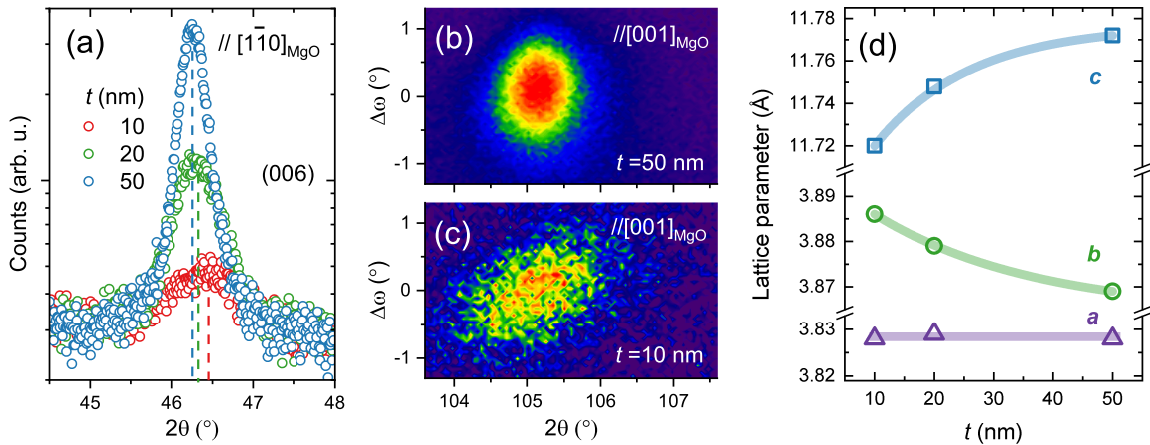 (a)
// [11̅0]MgO
t (nm)
10
20
50
(006)
Counts (arb. u.)
45 46 47 48
2θ (°)
(b)
//[001]MgO
t =50 nm
Δω (°)
1
0
-1
(c)
//[001]MgO
t =10 nm
Δω (°)
1
0
-1
104 105 106 107
2θ (°)
(d)
Lattice parameter (Å)
11.78
11.76
11.74
11.72
3.89
3.88
3.87
3.83
3.82
c
b
a
10 20 30 40 50
t (nm)